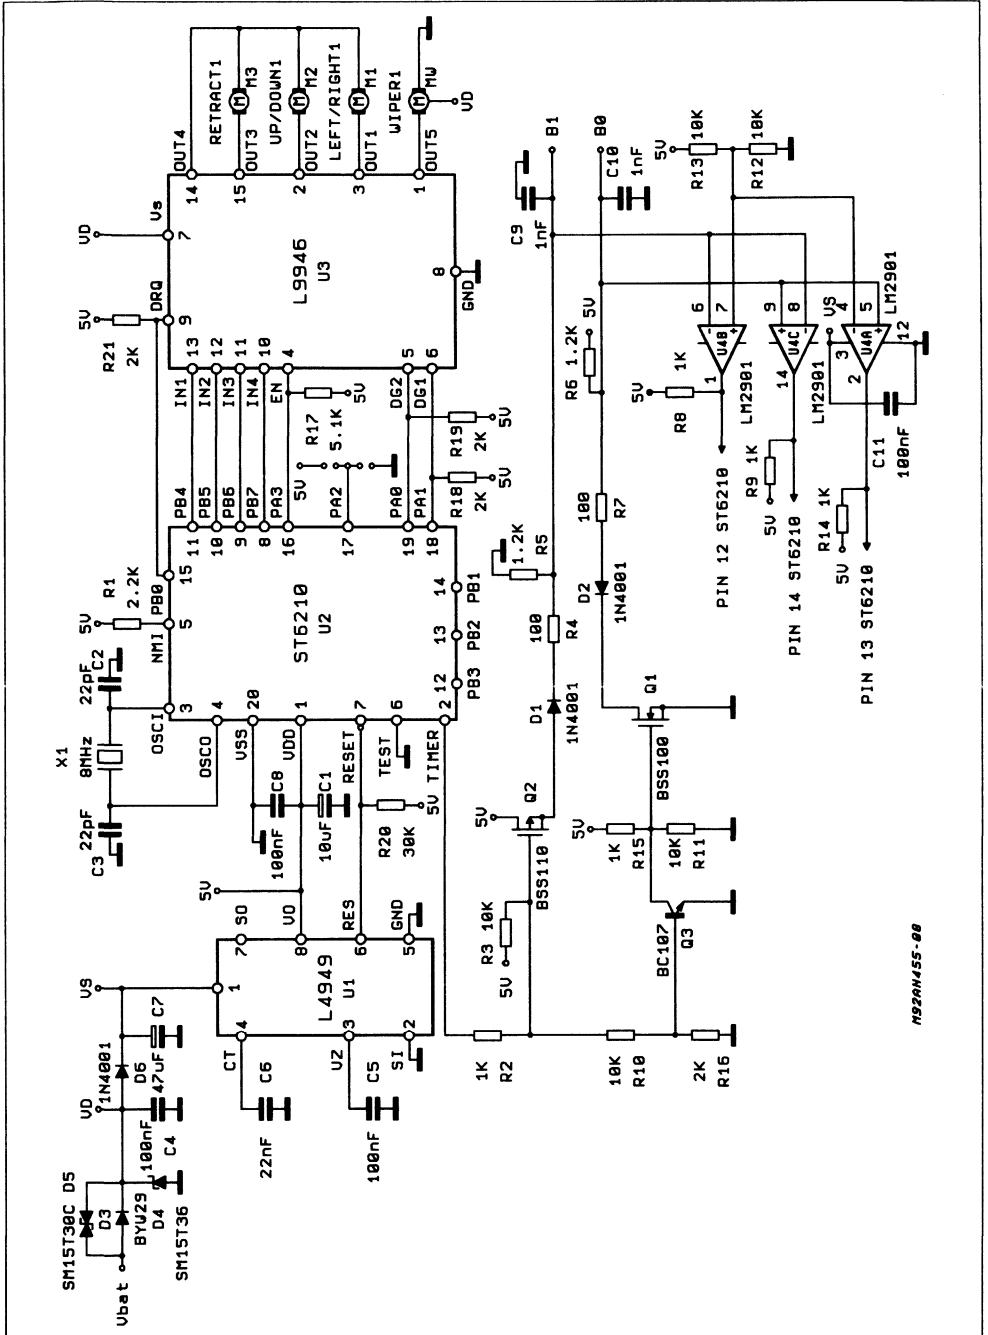 Vbat
SM15T30C D5
D3
BYW29
D4
SM15T36
VD
1N4001
D6
100nF
C4
47uF
C7
VS
C3
22pF
X1
8MHz
22pF
C2
5V
R1
2.2K
5V
R21
2K
VD
Vs
1
L4949
U1
4
CT
C6
22nF
3
VZ
C5
100nF
2
SI
7
SO
8
VO
6
RES
5
GND
5V
100nF
C8
10uF
C1
R20
30K
5V
3
OSCI
4
OSCO
20
VSS
1
VDD
7
RESET
6
TEST
2
TIMER
5
NMI
15
PB0
ST6210
U2
11
PB4
10
PB5
9
PB6
8
PB7
16
PA3
17
PA2
19
PA0
18
PA1
14
PB1
13
PB2
12
PB3
5V
R17
5.1K
5V
R19
2K
5V
R18
2K
5V
9
DRQ
7
L9946
U3
13
IN1
12
IN2
11
IN3
10
IN4
4
EN
5
DG2
6
DG1
8
GND
14
OUT4
15
OUT3
2
OUT2
3
OUT1
1
OUT5
RETRACT1
M
M3
UP/DOWN1
M
M2
LEFT/RIGHT1
M
M1
WIPER1
M
MW
VD
1K
R2
10K
R10
2K
R16
5V
R3 10K
5V
Q2
BSS110
D1
1N4001
100
R4
1.2K
R5
C9
1nF
B1
B0
C10
1nF
BC107
Q3
5V
1K
R15
10K
R11
BSS100
Q1
D2
1N4001
100
R7
R6
1.2K
5V
5V
R13
10K
R12
10K
6
7
U4B
1
LM2901
5V
R8
1K
PIN 12 ST6210
9
8
U4C
14
LM2901
5V
R9 1K
PIN 14 ST6210
VS
4
5
3
12
U4A
2
LM2901
C11
100nF
5V
R14 1K
PIN 13 ST6210
M92AN455-08